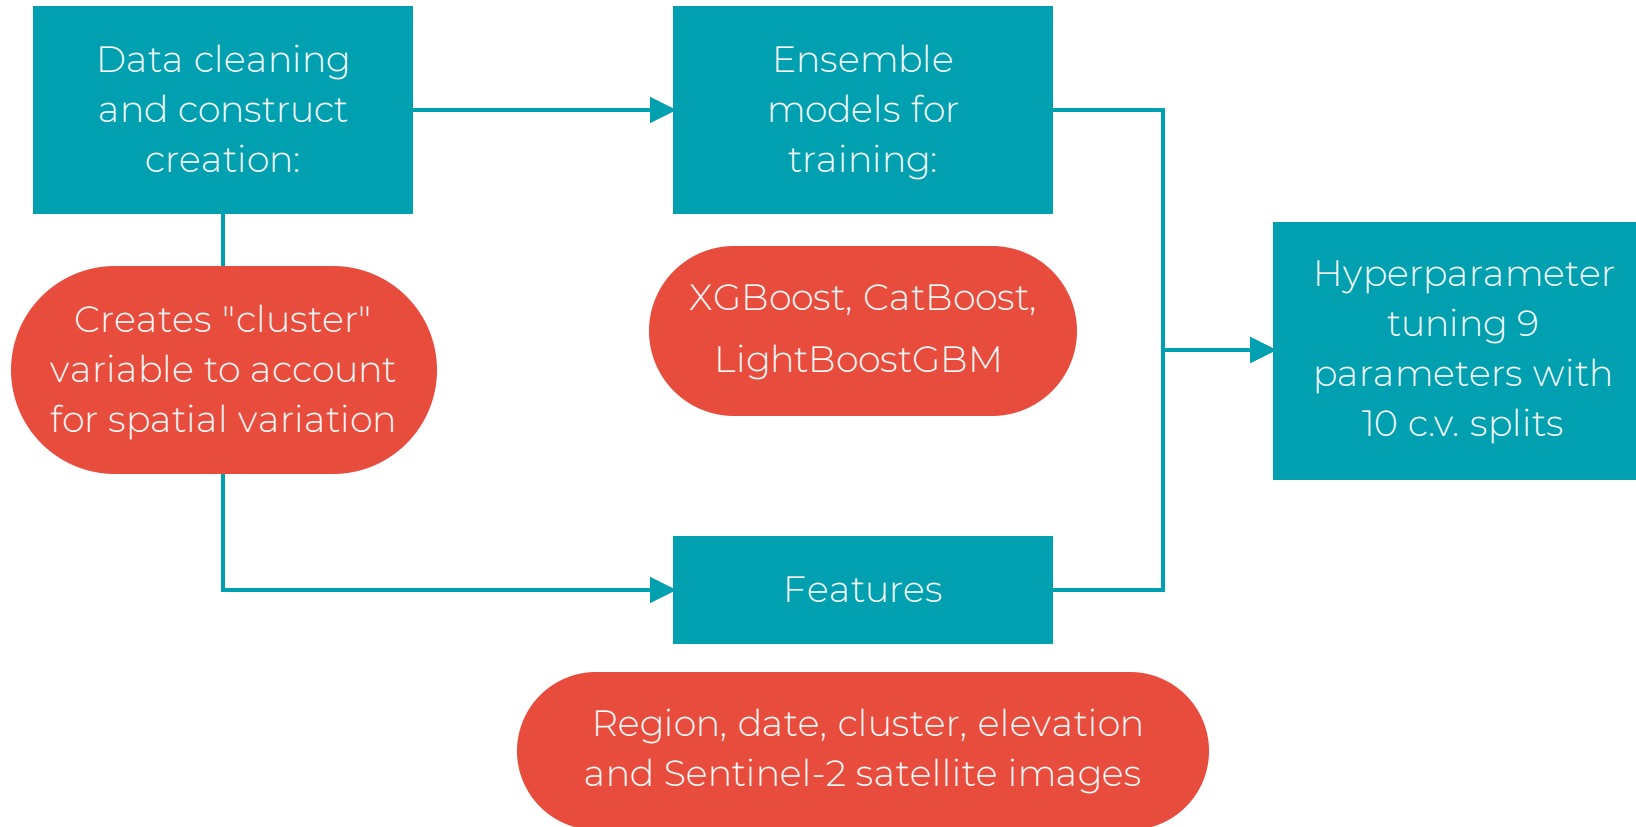 Data cleaning
and construct
creation:
Ensemble
models for
training:
Creates "cluster"
variable to account
for spatial variation
XGBoost, CatBoost,
LightBoostGBM
Hyperparameter
tuning 9
parameters with
10 c.v. splits
Features
Region, date, cluster, elevation
and Sentinel-2 satellite images